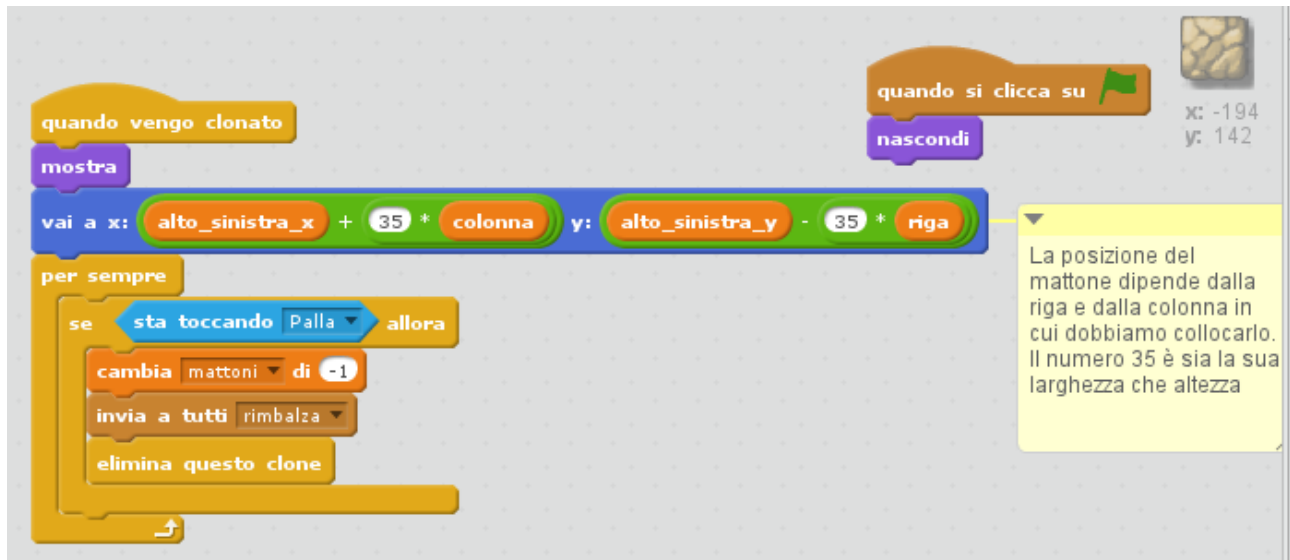 quando vengo clonato
mostra
vai a x: alto_sinistra_x + 35 * colonna y: alto_sinistra_y - 35 * riga
per sempre
se sta toccando Palla allora
cambia mattoni di -1
invia a tutti rimbalza
elimina questo clone
quando si clicca su
nascondi
x: -194
y: 142
La posizione del
mattone dipende dalla
riga e dalla colonna in
cui dobbiamo collocarlo.
Il numero 35 è sia la sua
larghezza che altezza